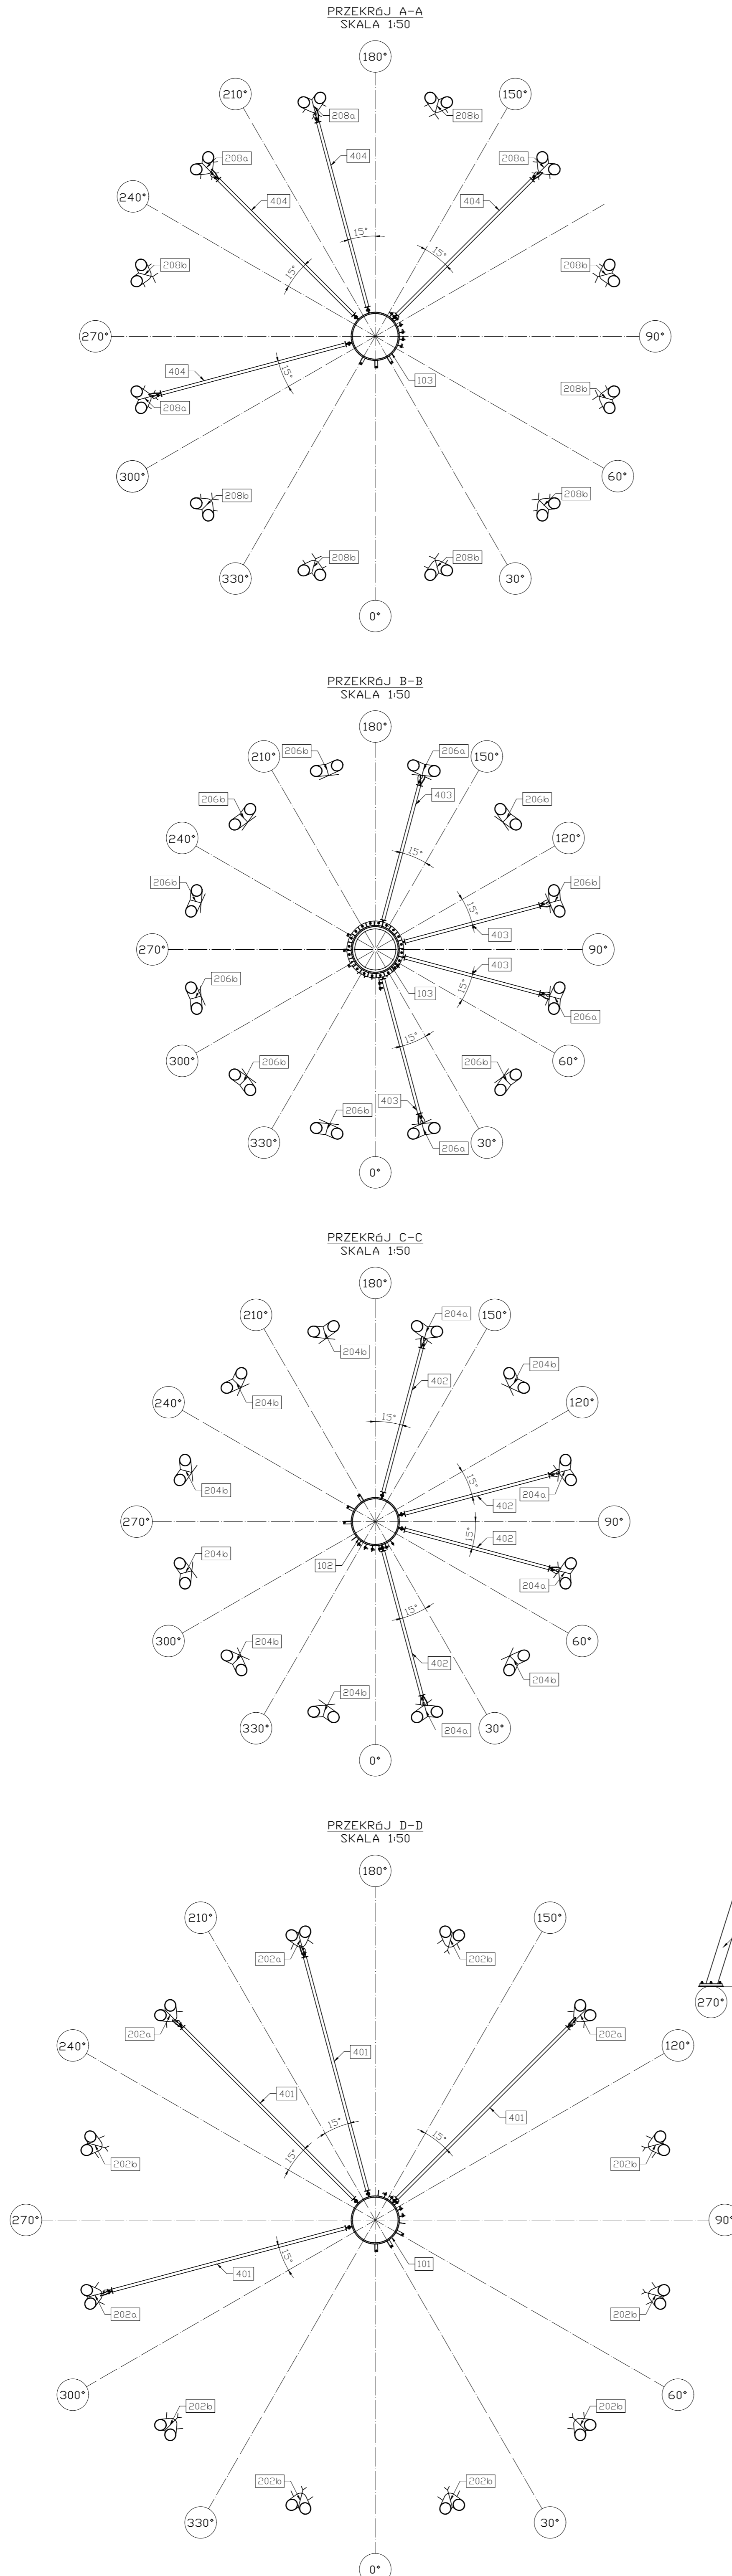 PRZEKRÓJ A-A
SKALA 1:50
180°
210°
150°
208a
208b
208a
404
208a
240°
404
404
15°
15°
15°
208b
208b
270°
90°
404
15°
103
208a
208b
300°
60°
208b
208b
208b
208b
330°
30°
0°
PRZEKRÓJ B-B
SKALA 1:50
180°
210°
206b
206a
150°
206b
403
206b
240°
120°
15°
206b
206b
15°
403
270°
90°
403
206b
103
15°
206a
15°
300°
206b
206b
60°
403
206b
330°
206a
30°
0°
PRZEKRÓJ C-C
SKALA 1:50
180°
210°
204a
150°
204b
204b
402
204b
240°
120°
15°
15°
204b
204a
402
270°
90°
15°
402
204b
102
204a
15°
300°
60°
204b
402
204b
204b
330°
204a
30°
0°
PRZEKRÓJ D-D
SKALA 1:50
180°
210°
150°
202a
202b
270°
202a
202a
240°
120°
401
401
401
15°
15°
15°
202b
202b
270°
90°
401
15°
101
202a
202b
300°
60°
202b
202b
202b
202b
330°
30°
0°